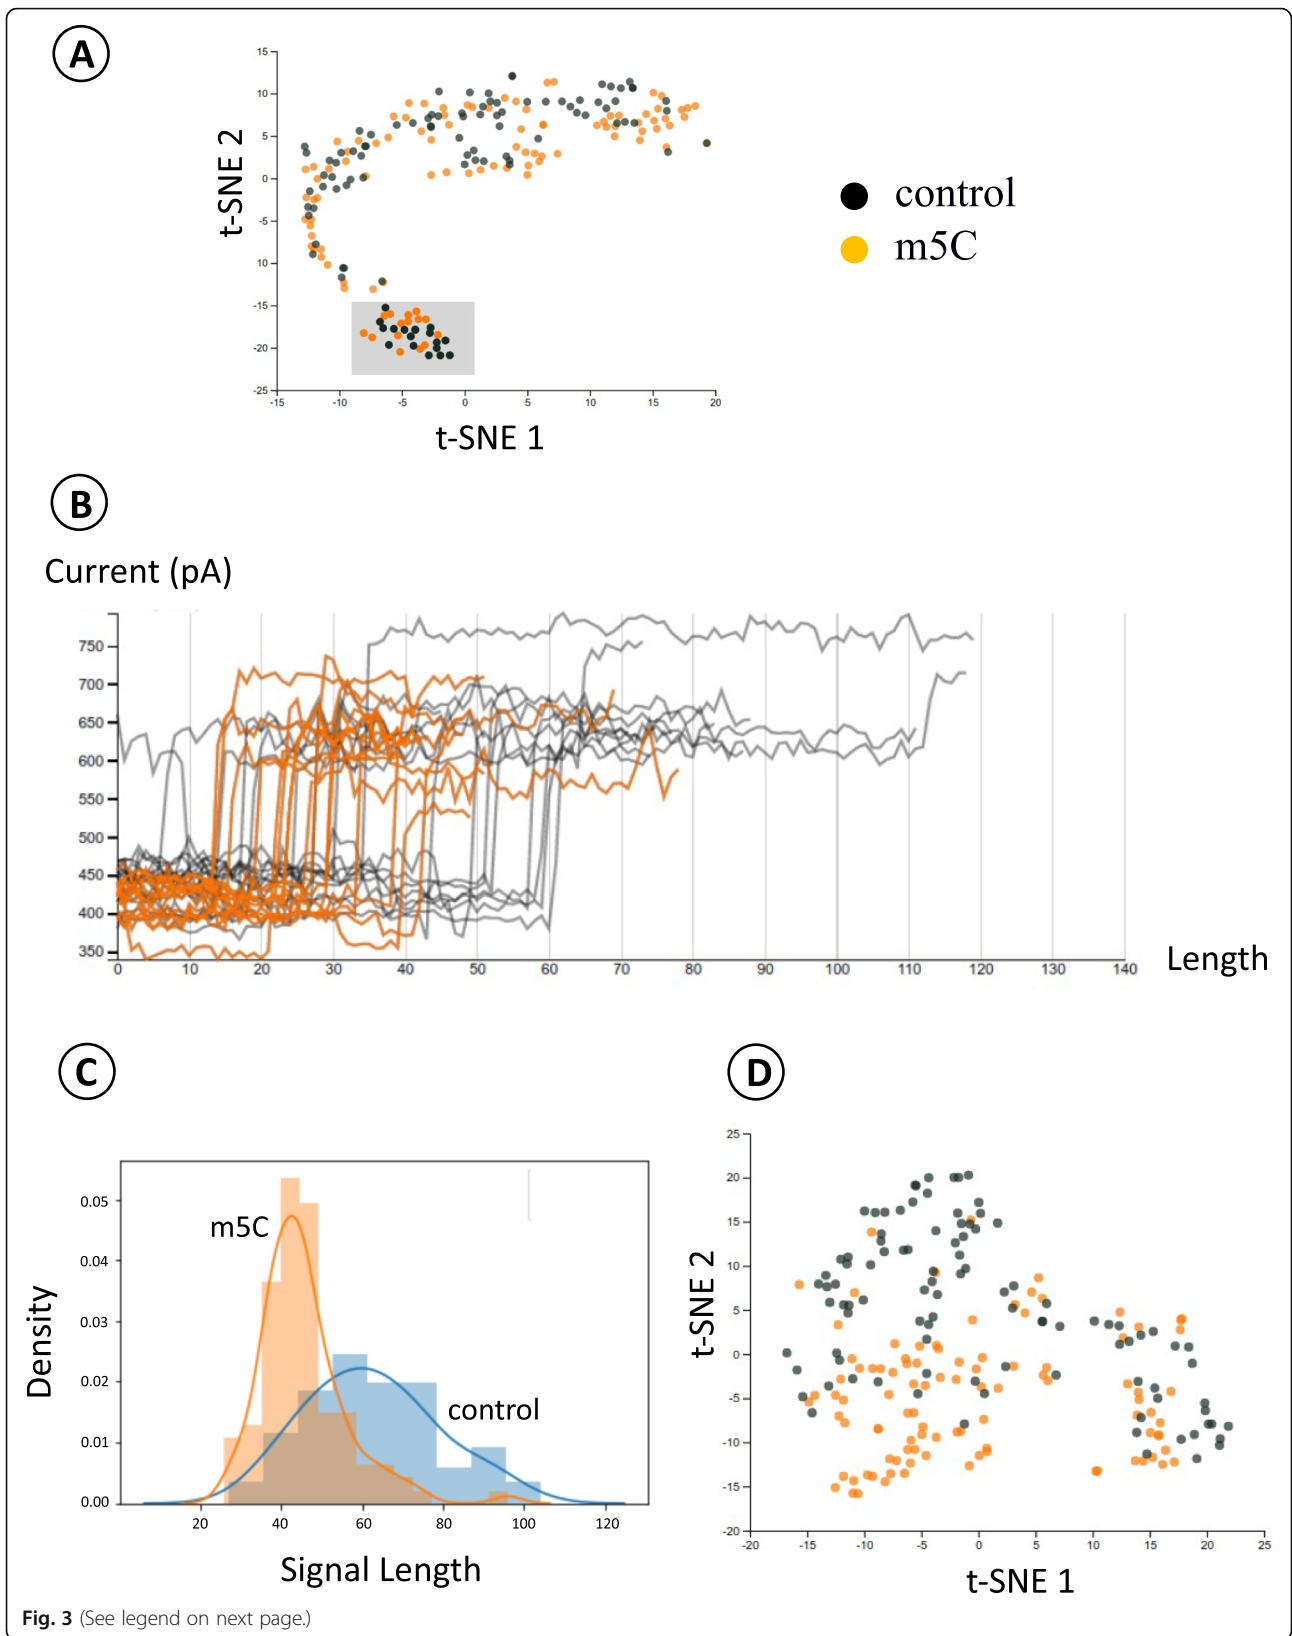 A
15
10
5
0
-5
10
-15
-20
-25
-15
-10
-5
0
5
10
15
20
t-SNE 2
t-SNE 1
control
m5C
B
Current (pA)
750
700
650
600
550
500
450
400
350
0 10 20 30 40 50 60 70 80 90 100 110 120 130 140
Length
C
0.05
0.04
0.03
0.02
0.01
0.00
20 40 60 80 100 120
m5C
control
Density
Signal Length
D
25
20
15
10
5
0
-5
-10
-15
-20
-20 -15 -10 -5 0 5 10 15 20 25
t-SNE 2
t-SNE 1
Fig. 3 (See legend on next page.)